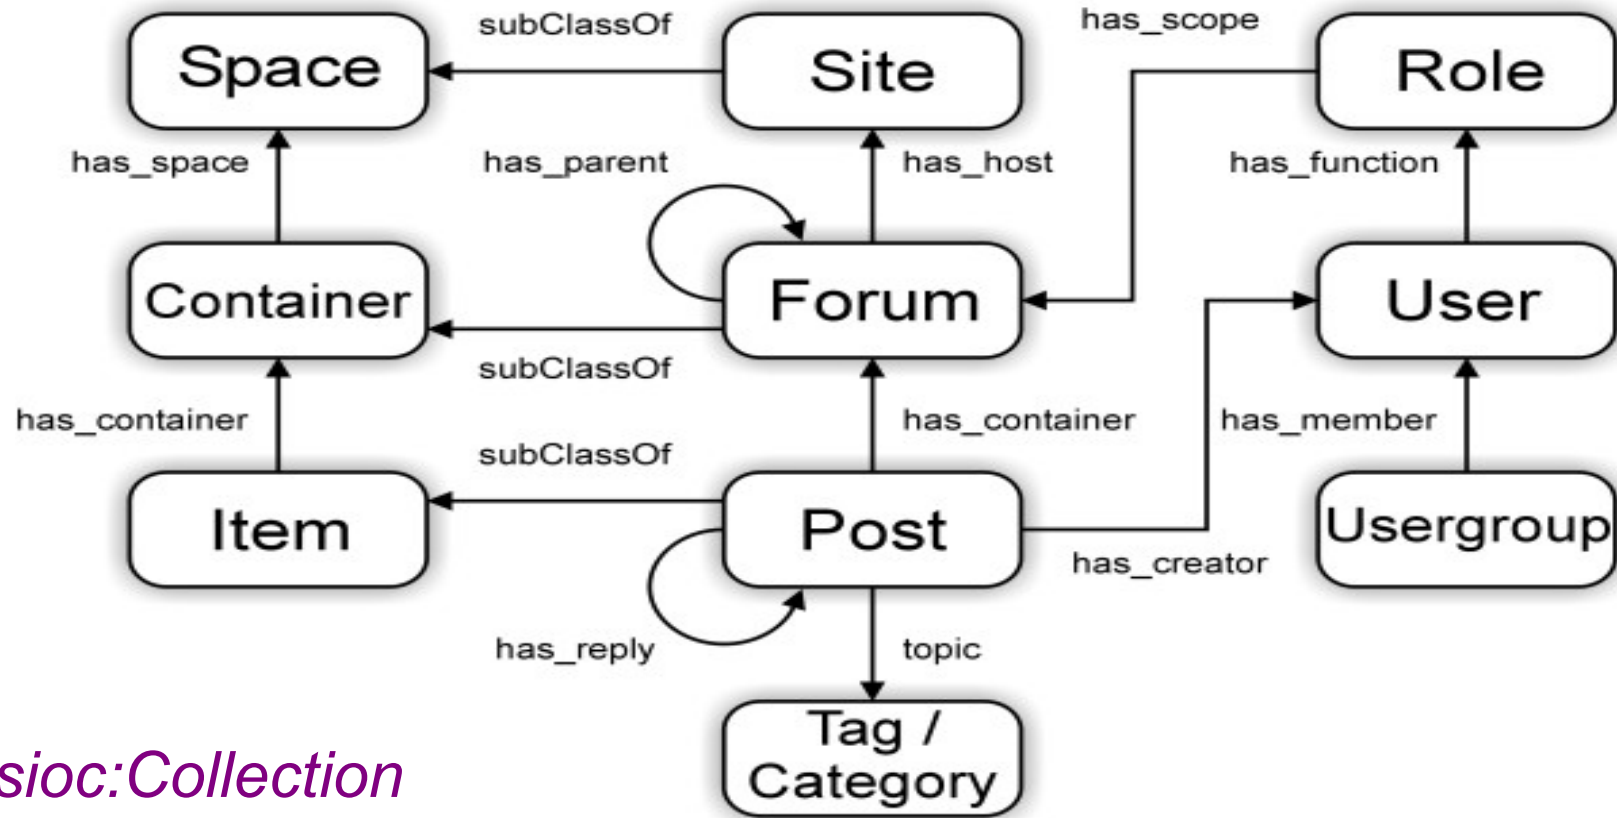 subClassOf
has_scope
Space
Site
Role
has_space
has_parent
has_host
has_function
Container
Forum
User
subClassOf
has_container
has_container
has_member
subClassOf
Item
Post
Usergroup
has_creator
has_reply
topic
Tag /
Category
sioc:Collection